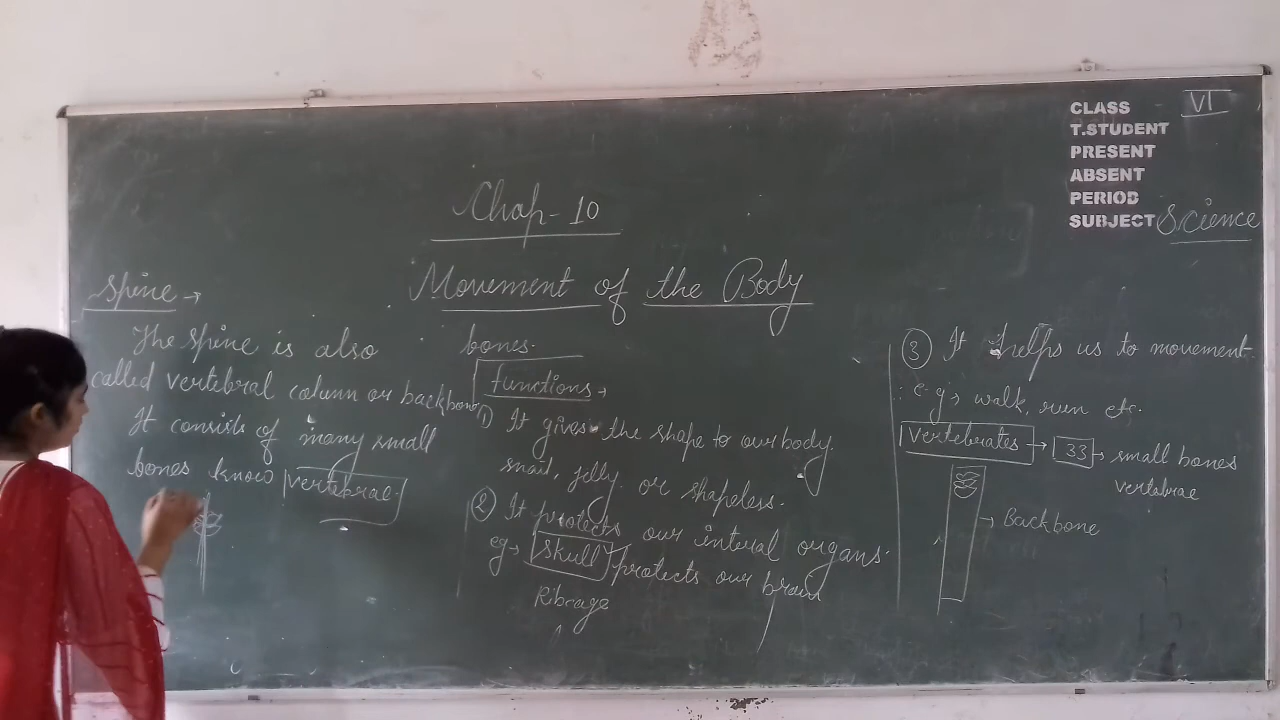 CLASS VI
T.STUDENT
PRESENT
ABSENT
PERIOD
SUBJECT Science
Chap-10
Movement of the Body
Spine →
The spine is also
called vertebral column or backbone
It consists of many small
bones know vertebrae.
bones.
functions →
1) It gives the shape to our body.
snail, jelly or shapeless.
② It protects our interal organs.
eg → Skull protects our brain
Ribcage
③ It helps us to movement.
eg → walk, run etc.
Vertebrates → 33 → small bones
vertabrae
→ Backbone